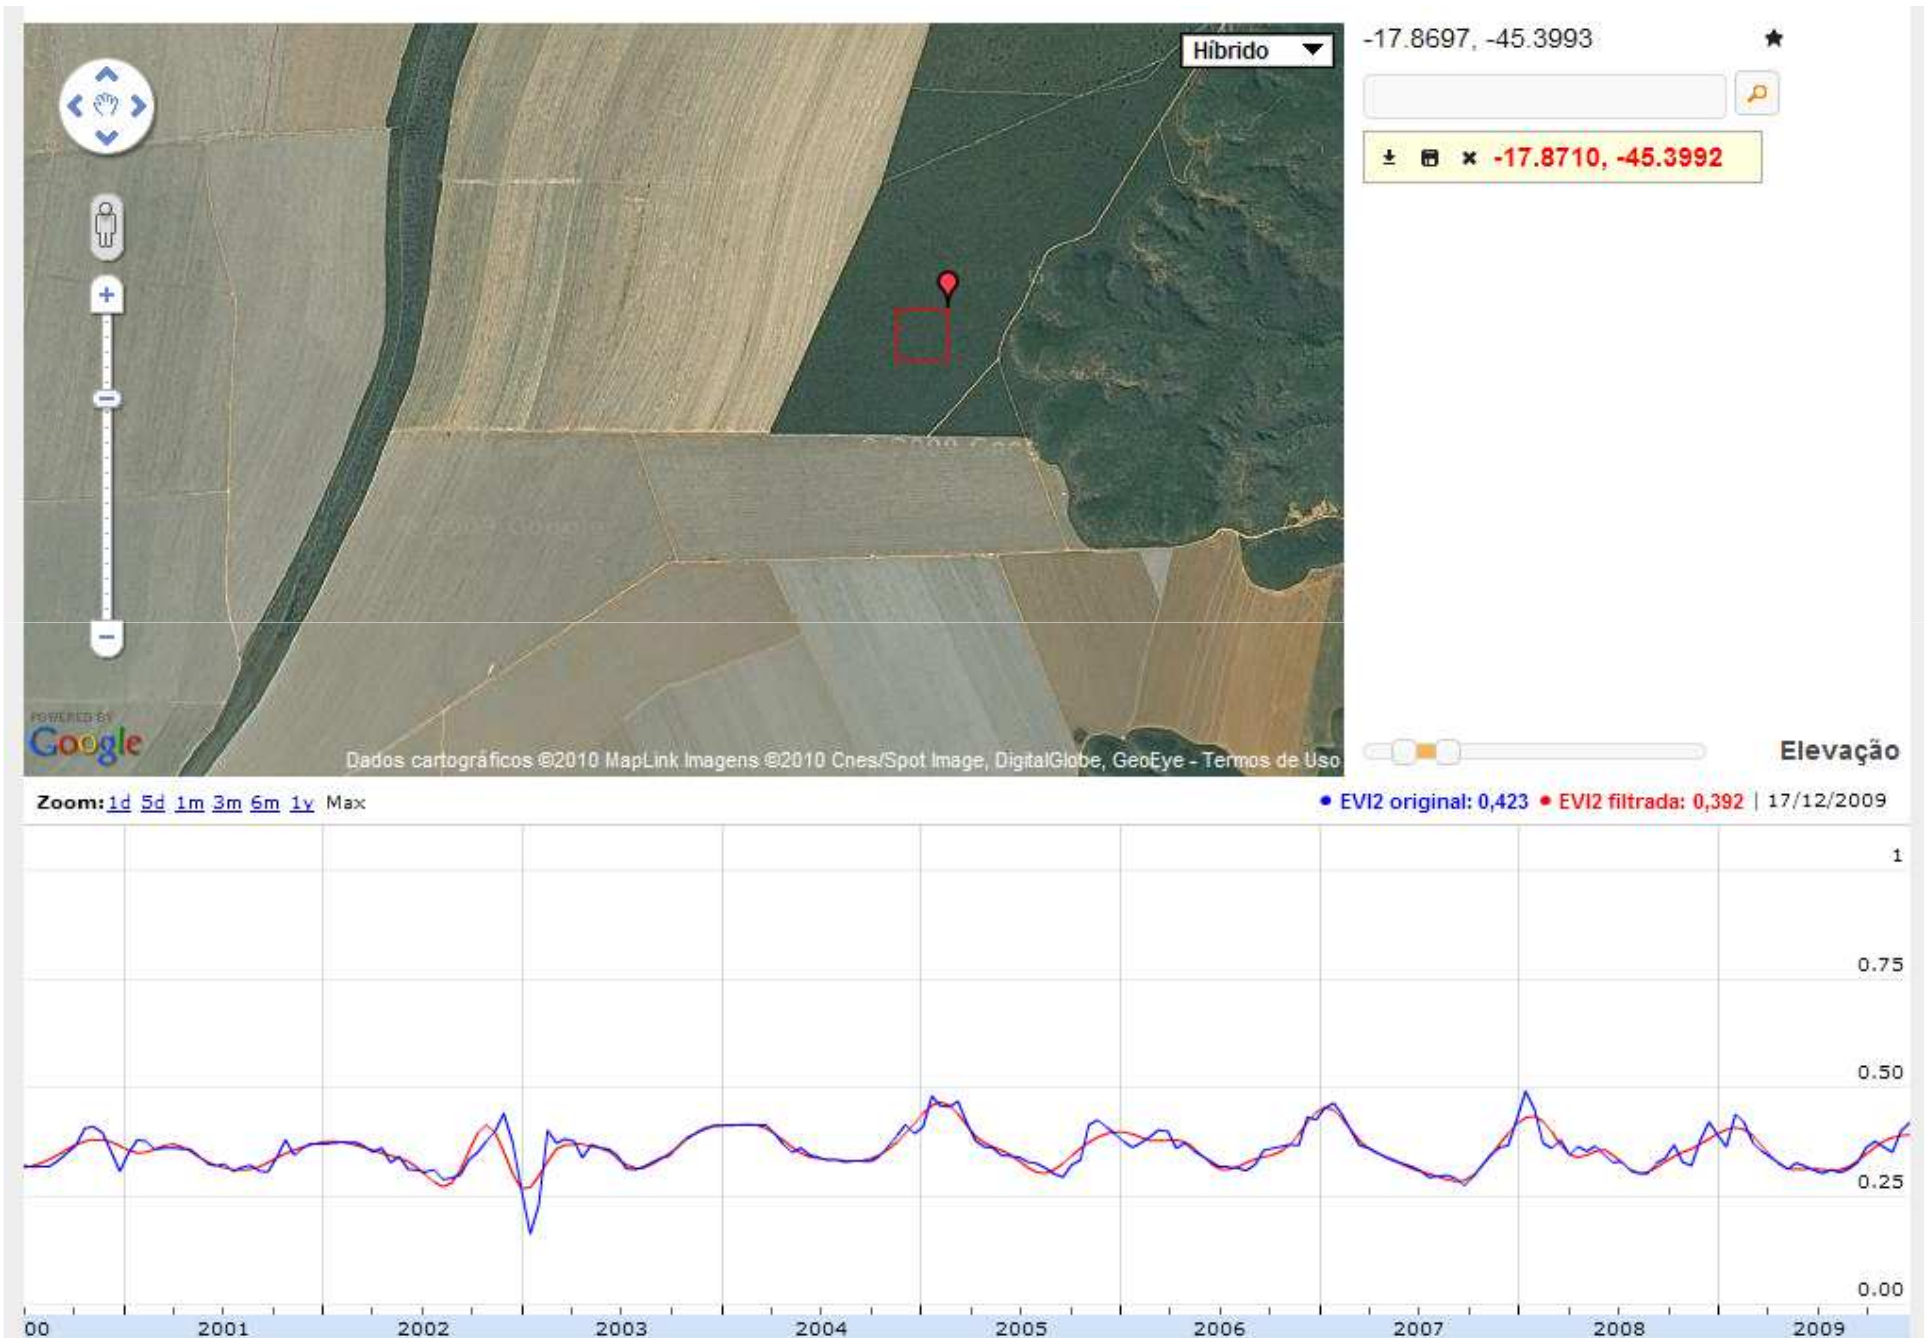 Híbrido
-17.8697, -45.3993
-17.8710, -45.3992
© 2009 Google
POWERED BY
Google
Dados cartográficos ©2010 MapLink Imagens ©2010 Cnes/Spot Image, DigitalGlobe, GeoEye - Termos de Uso
Elevação
Zoom: 1d 5d 1m 3m 6m 1y Max
EVI2 original: 0,423 EVI2 filtrada: 0,392 | 17/12/2009
1
0.75
0.50
0.25
0.00
00 2001 2002 2003 2004 2005 2006 2007 2008 2009